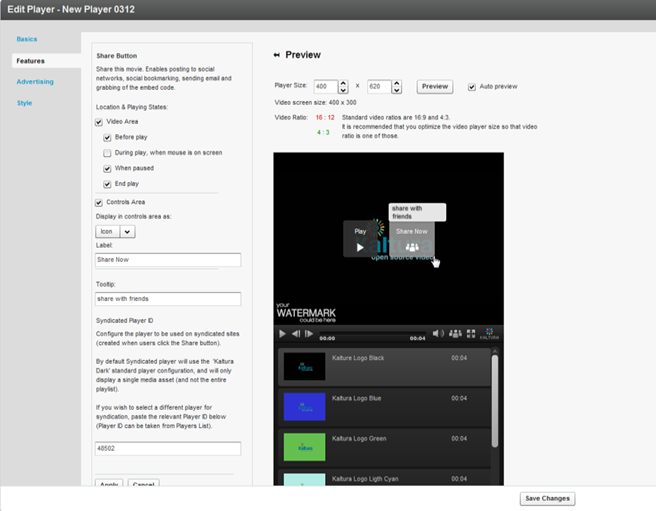 Edit Player - New Player 0312
Basics
Features
Advertising
Style
Share Button
Share this movie. Enables posting to social
networks, social bookmarking, sending email and
grabbing of the embed code.
Location & Playing States:
Video Area
Before play
During play, when mouse is on screen
When paused
End play
Controls Area
Display in controls area as:
Icon
Label:
Share Now
Tooltip:
share with friends
Syndicated Player ID
Configure the player to be used on syndicated sites
(created when users click the Share button).
By default Syndicated player will use the 'Kaltura
Dark' standard player configuration, and will only
display a single media asset (and not the entire
playlist).
If you wish to select a different player for
syndication, paste the relevant Player ID below
(Player ID can be taken from Players List).
48502
Apply Cancel
Preview
Player Size: 400 x 620 Preview Auto preview
Video screen size: 400 x 300
Video Ratio: 16 : 12 Standard video ratios are 16:9 and 4:3.
4 : 3 It is recommended that you optimize the video player size so that video
ratio is one of those.
share with
friends
Play Share Now
Kaltura
open source video
your
WATERMARK
could be here
00:00 00:04 KALTURA
Kalture Logo Black 00:04
Kaltura Logo Blue 00:04
Kaltura Logo Green 00:04
Kaltura Logo Ligth Cyan 00:04
Save Changes